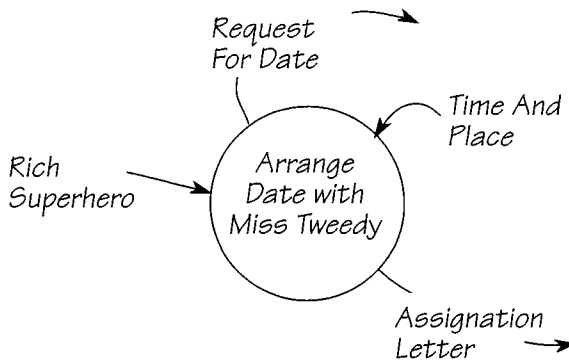 Request
For Date
Time And
Place
Rich
Superhero
Arrange
Date with
Miss Tweedy
Assignation
Letter